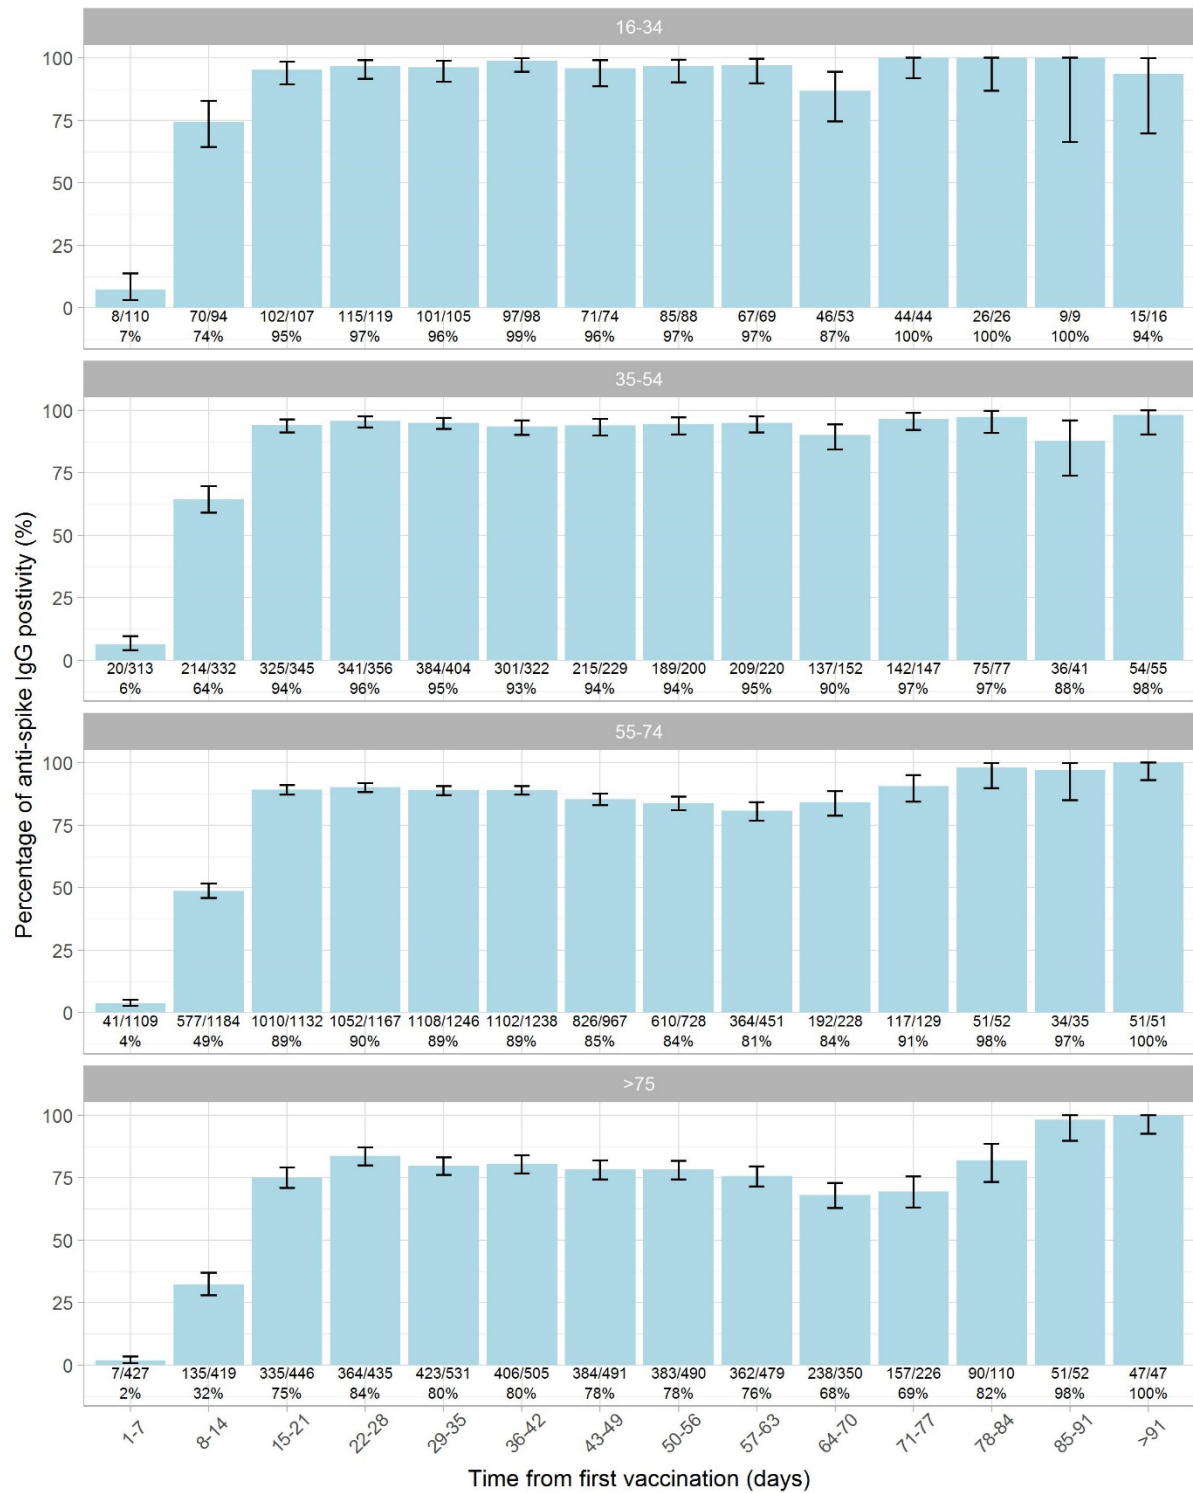 16-34
100
75
50
25
0
8/110 70/94 102/107 115/119 101/105 97/98 71/74 85/88 67/69 46/53 44/44 26/26 9/9 15/16
7% 74% 95% 97% 96% 99% 96% 97% 97% 87% 100% 100% 100% 94%
35-54
100
75
50
25
0
20/313 214/332 325/345 341/356 384/404 301/322 215/229 189/200 209/220 137/152 142/147 75/77 36/41 54/55
6% 64% 94% 96% 95% 93% 94% 94% 95% 90% 97% 97% 88% 98%
Percentage of anti-spike IgG postivity (%)
55-74
100
75
50
25
0
41/1109 577/1184 1010/1132 1052/1167 1108/1246 1102/1238 826/967 610/728 364/451 192/228 117/129 51/52 34/35 51/51
4% 49% 89% 90% 89% 89% 85% 84% 81% 84% 91% 98% 97% 100%
>75
100
75
50
25
0
7/427 135/419 335/446 364/435 423/531 406/505 384/491 383/490 362/479 238/350 157/226 90/110 51/52 47/47
2% 32% 75% 84% 80% 80% 78% 78% 76% 68% 69% 82% 98% 100%
1-7 8-14 15-21 22-28 29-35 36-42 43-49 50-56 57-63 64-70 71-77 78-84 85-91 >91
Time from first vaccination (days)